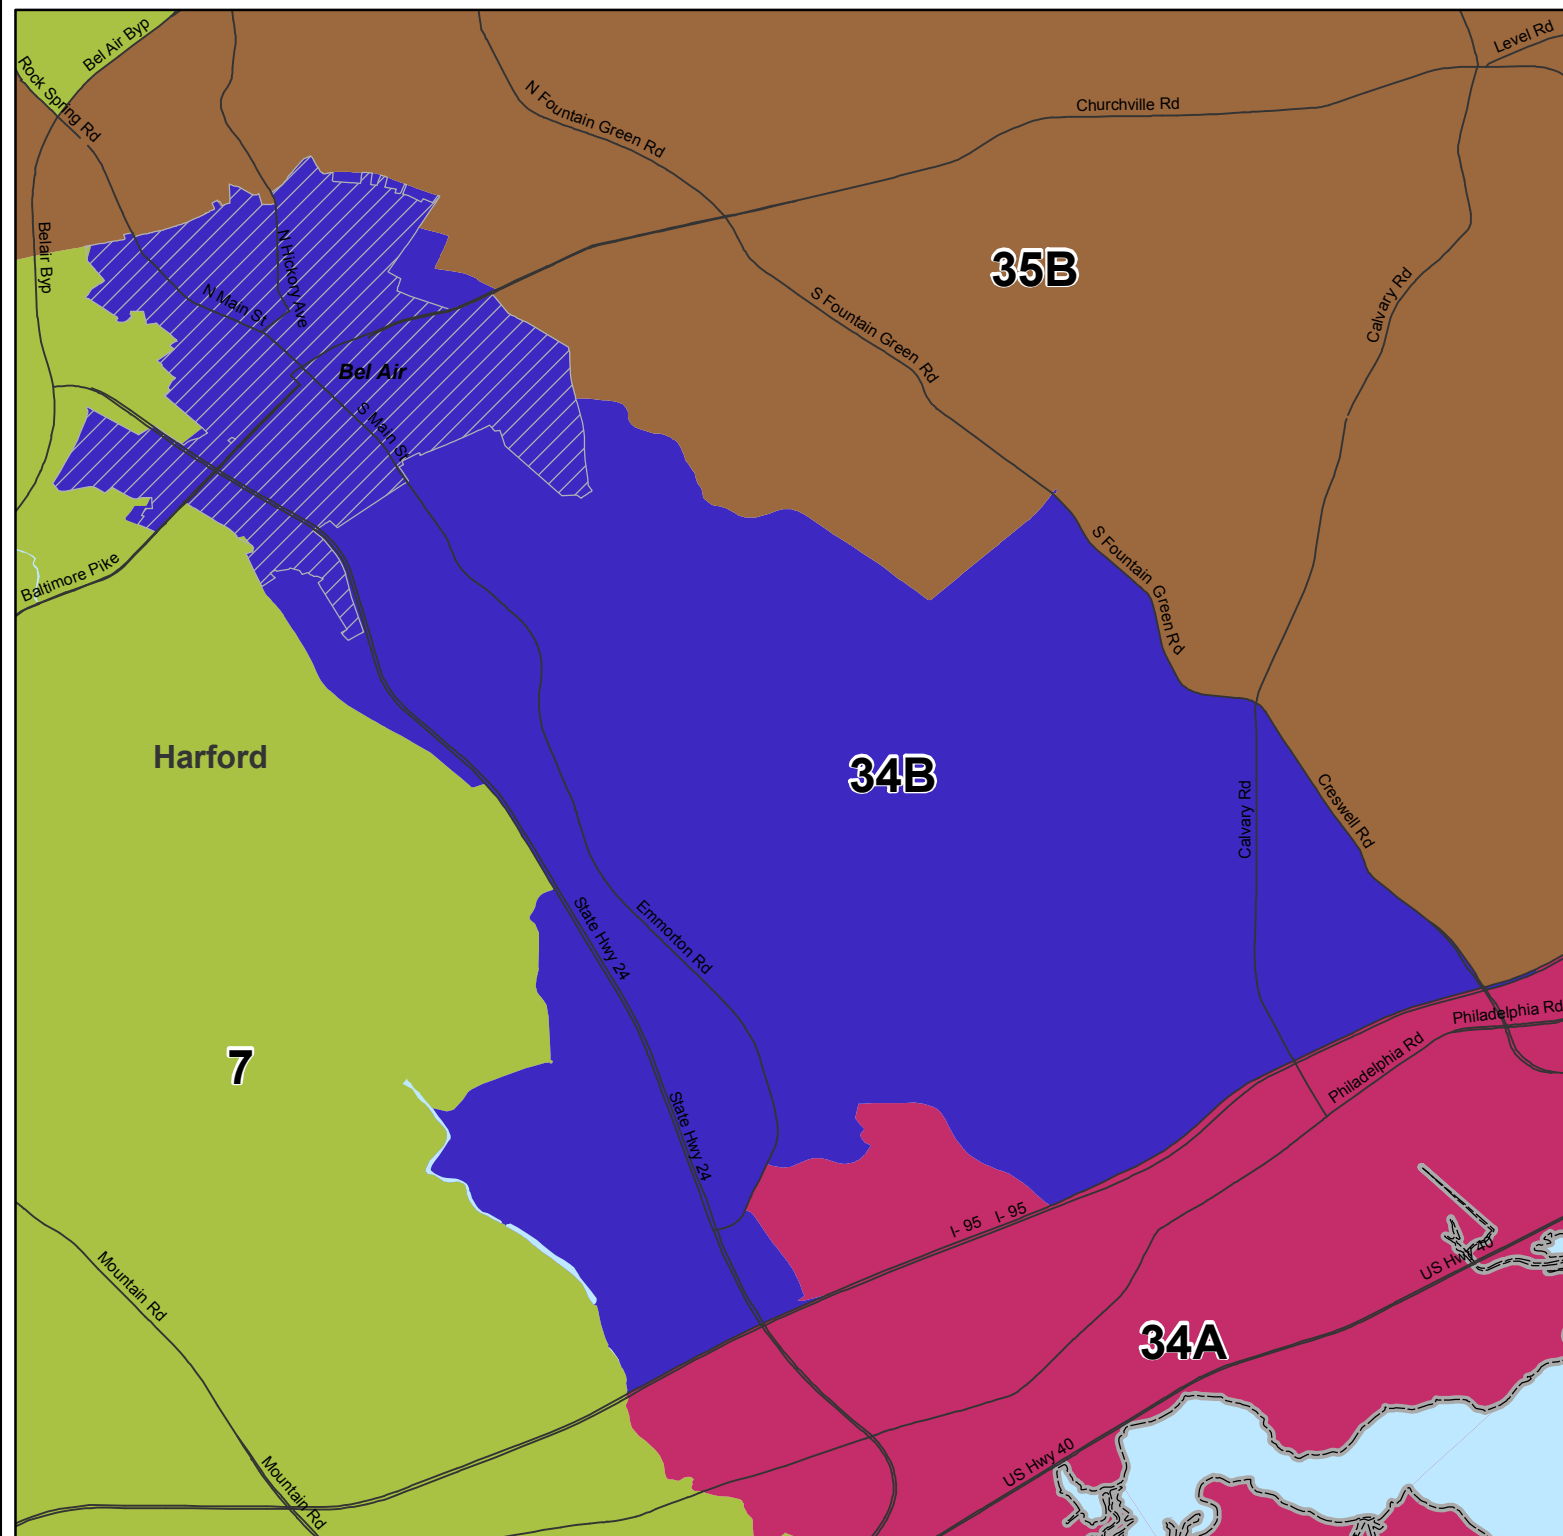 Bel Air Byp
Level Rd
Rock Spring Rd
N Fountain Green Rd
Churchville Rd
Belair Byp
N Hickory Ave
35B
N Main St
S Fountain Green Rd
Calvary Rd
Bel Air
S Main St
Baltimore Pike
S Fountain Green Rd
Harford
34B
Calvary Rd
Creswell Rd
State Hwy 24
Emmorton Rd
7
Philadelphia Rd
Philadelphia Rd
State Hwy 24
I- 95 I- 95
US Hwy 40
Mountain Rd
34A
US Hwy 40
Mountain Rd